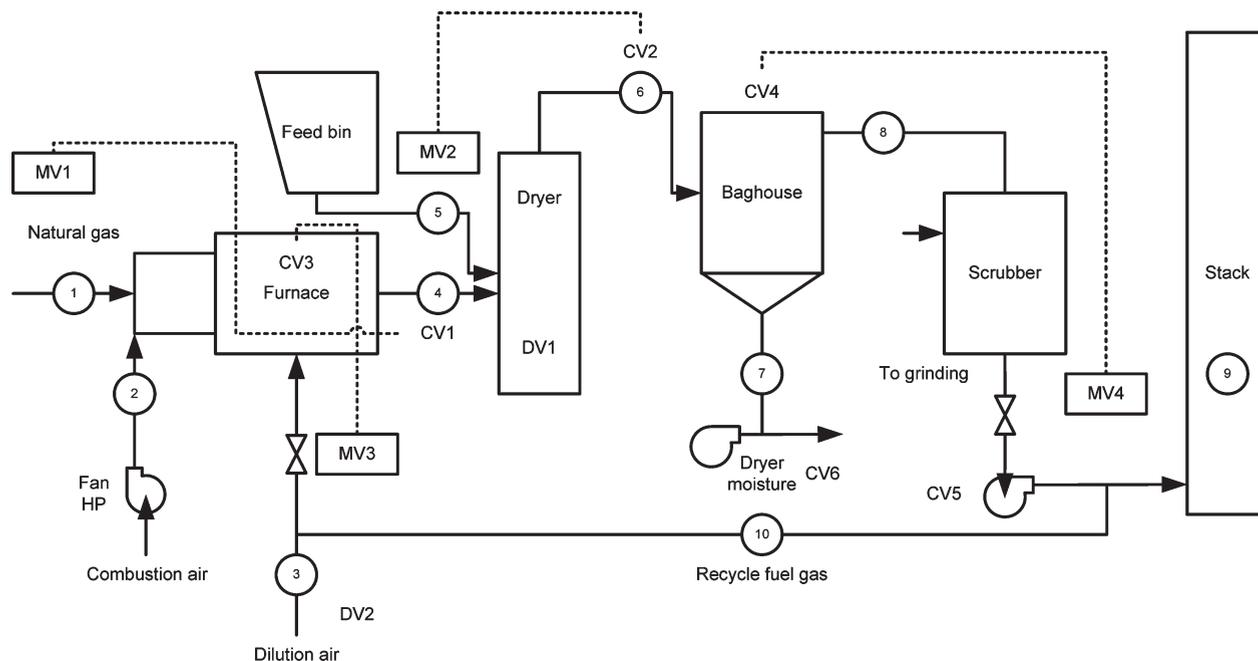 CV2
CV4
6
Feed bin
MV2
8
MV1
Baghouse
Dryer
5
Natural gas
CV3
Furnace
Scrubber
Stack
1
4
CV1
DV1
2
7
To grinding
9
MV4
MV3
Fan
HP
Dryer
moisture
CV6
CV5
10
Combustion air
3
Recycle fuel gas
DV2
Dilution air